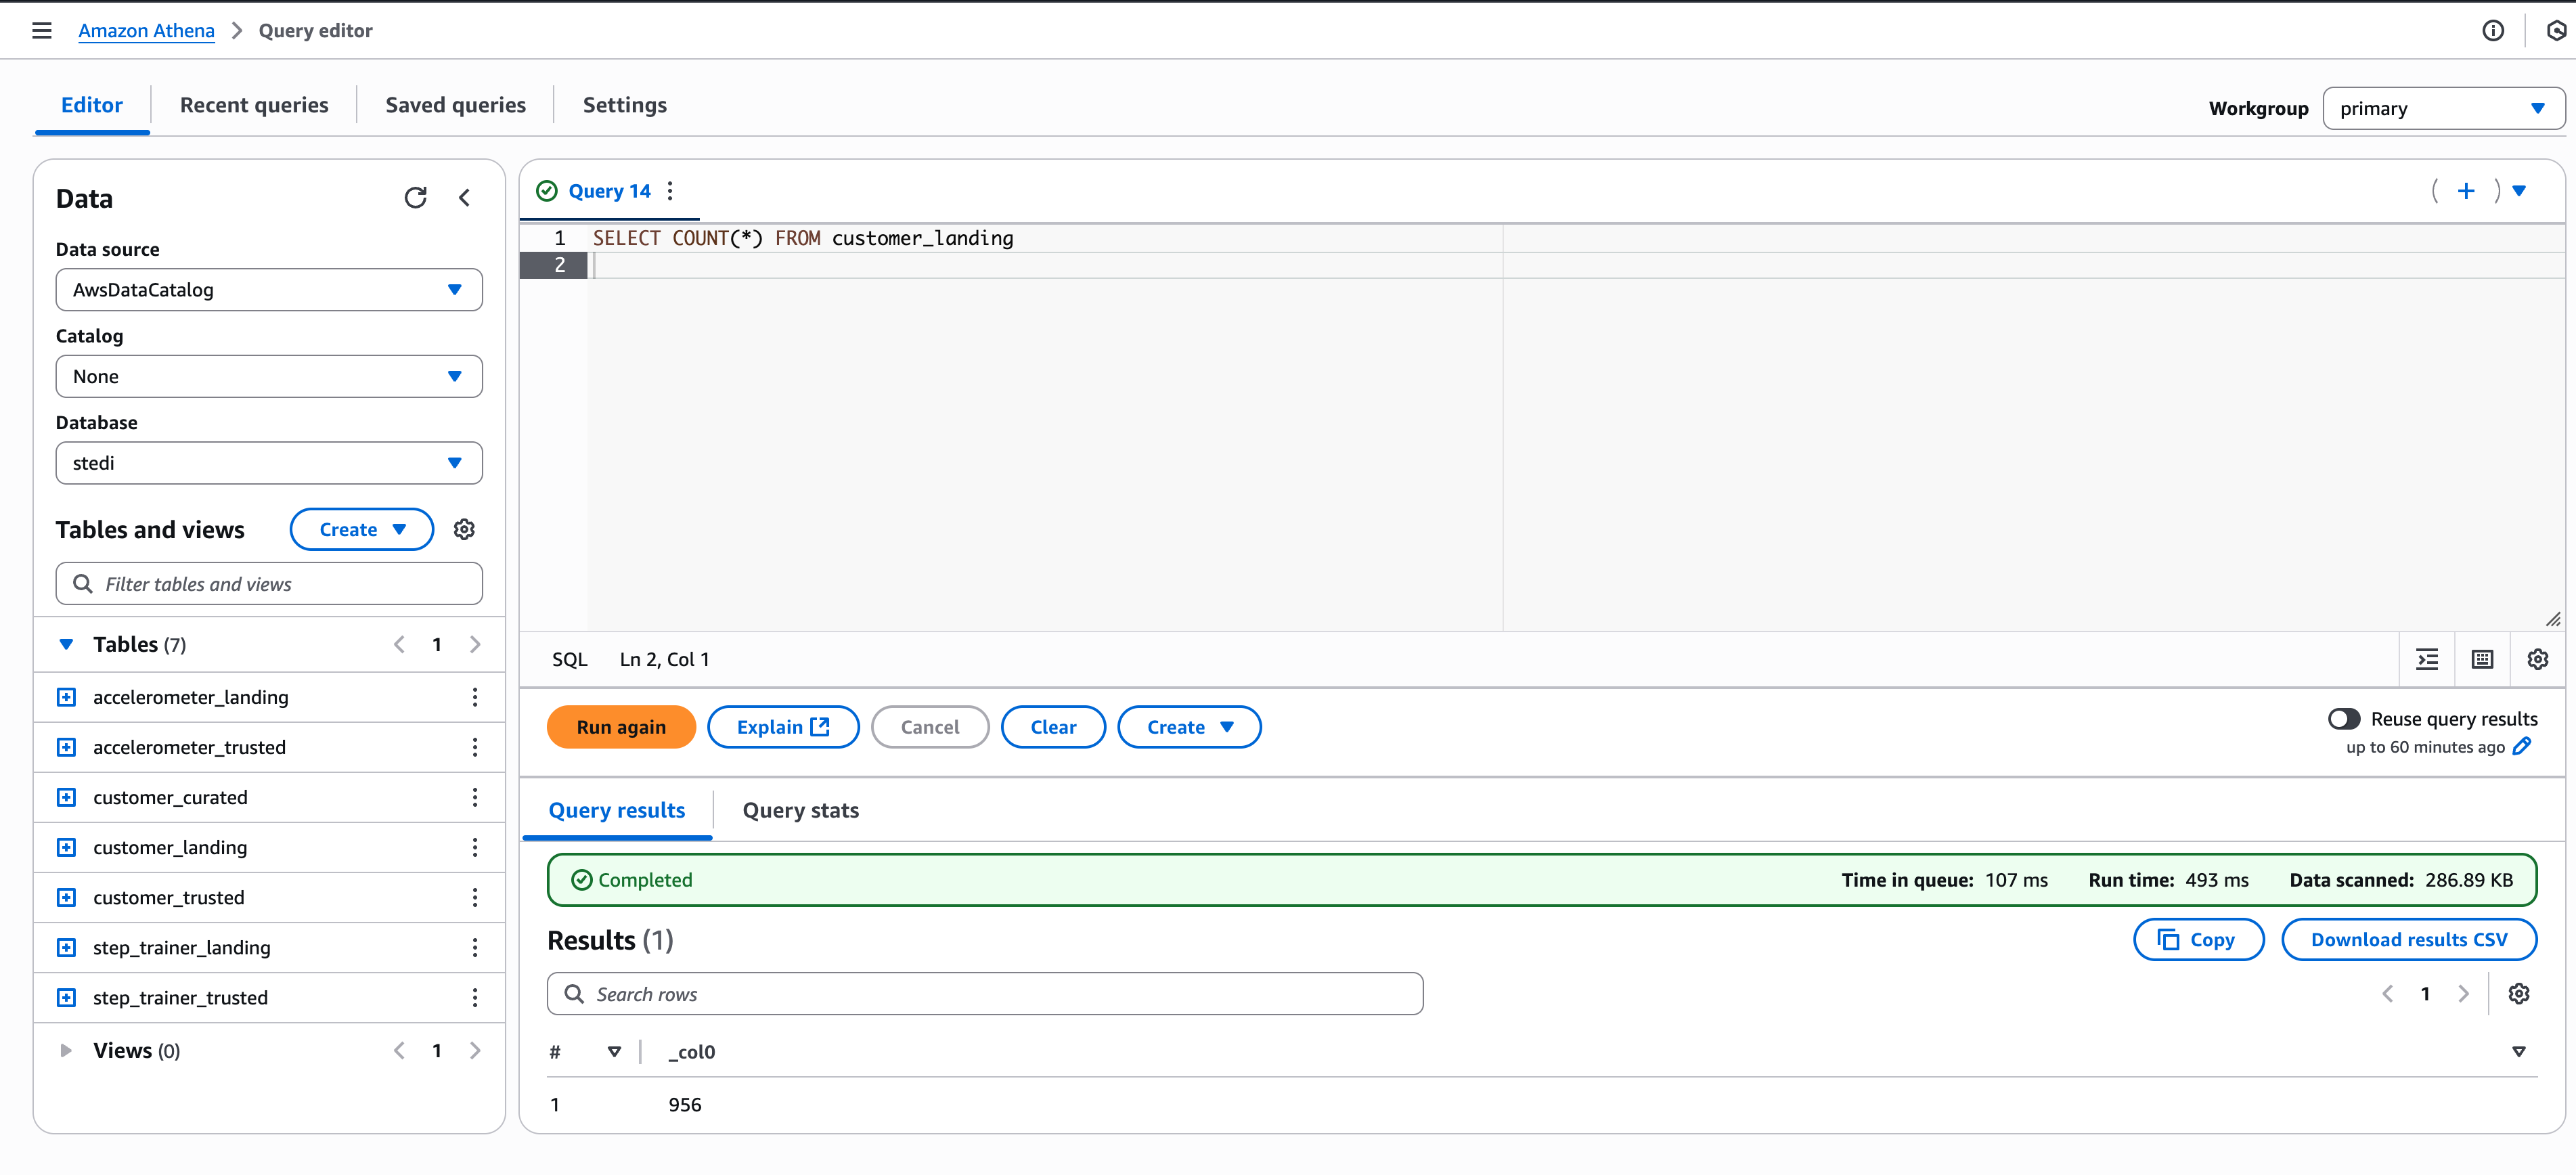 Amazon Athena > Query editor
Editor Recent queries Saved queries Settings
Workgroup primary
Data
Data source
AwsDataCatalog
Catalog
None
Database
stedi
Tables and views Create
Filter tables and views
Tables (7) 1
accelerometer_landing
accelerometer_trusted
customer_curated
customer_landing
customer_trusted
step_trainer_landing
step_trainer_trusted
Views (0) 1
Query 14
1 SELECT COUNT(*) FROM customer_landing
2
SQL Ln 2, Col 1
Run again Explain Cancel Clear Create
Reuse query results
up to 60 minutes ago
Query results Query stats
Completed Time in queue: 107 ms Run time: 493 ms Data scanned: 286.89 KB
Results (1) Copy Download results CSV
Search rows 1
# _col0
1 956